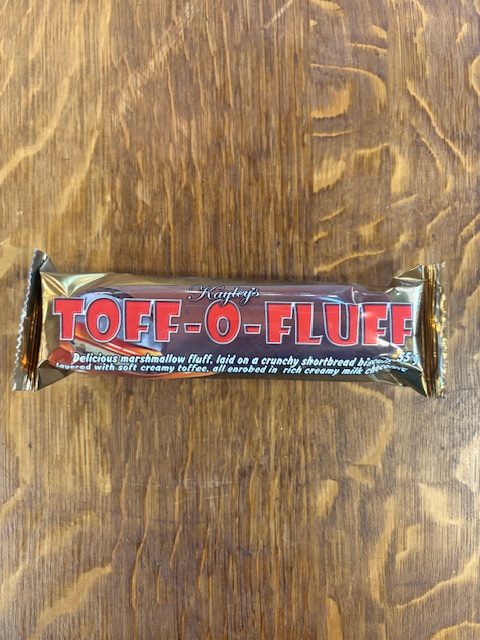 Kayley's
TOFF-O-FLUFF
Delicious marshmallow fluff, laid on a crunchy shortbread
layered with soft creamy toffee, all enrobed in rich creamy milk chocolate